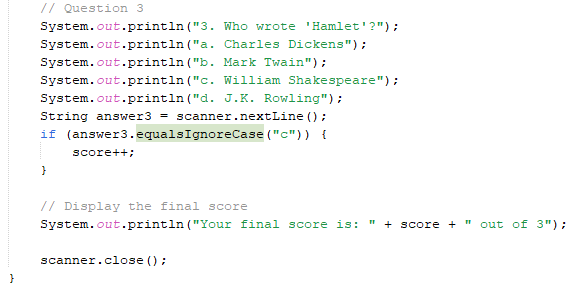 // Question 3
System.out.println("3. Who wrote 'Hamlet'?");
System.out.println("a. Charles Dickens");
System.out.println("b. Mark Twain");
System.out.println("c. William Shakespeare");
System.out.println("d. J.K. Rowling");
String answer3 = scanner.nextLine();
if (answer3.equalsIgnoreCase("c")) {
    score++;
}

// Display the final score
System.out.println("Your final score is: " + score + " out of 3");

scanner.close();
}